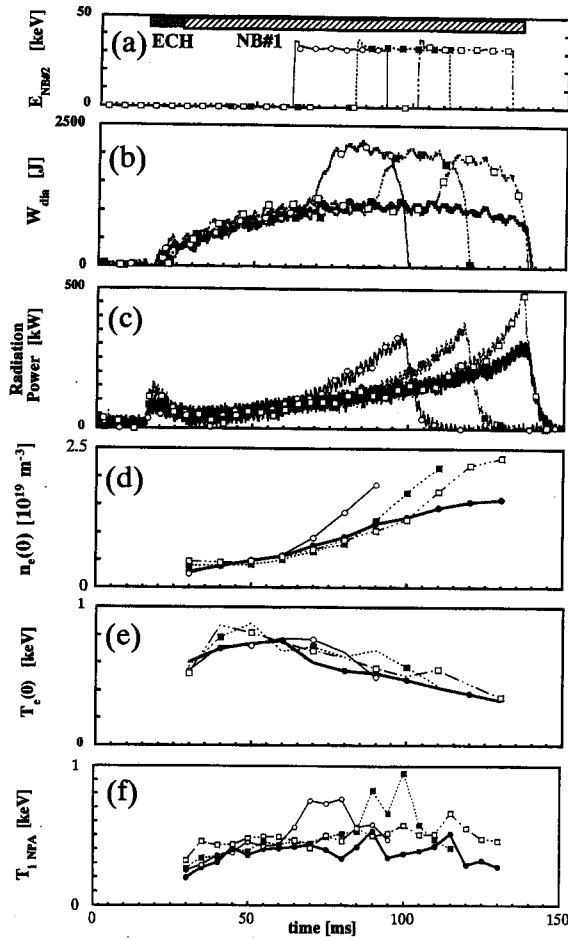 50
(a)
ECH NB#1
E_NB#2 [keV]
0
2500
(b)
W_dia [J]
0
500
(c)
Radiation Power [kW]
0
2.5
(d)
n_e(0) [10^19 m^-3]
0
1
(e)
T_e(0) [keV]
0
1
(f)
T_i NPA [keV]
0
0 50 100 150
time [ms]